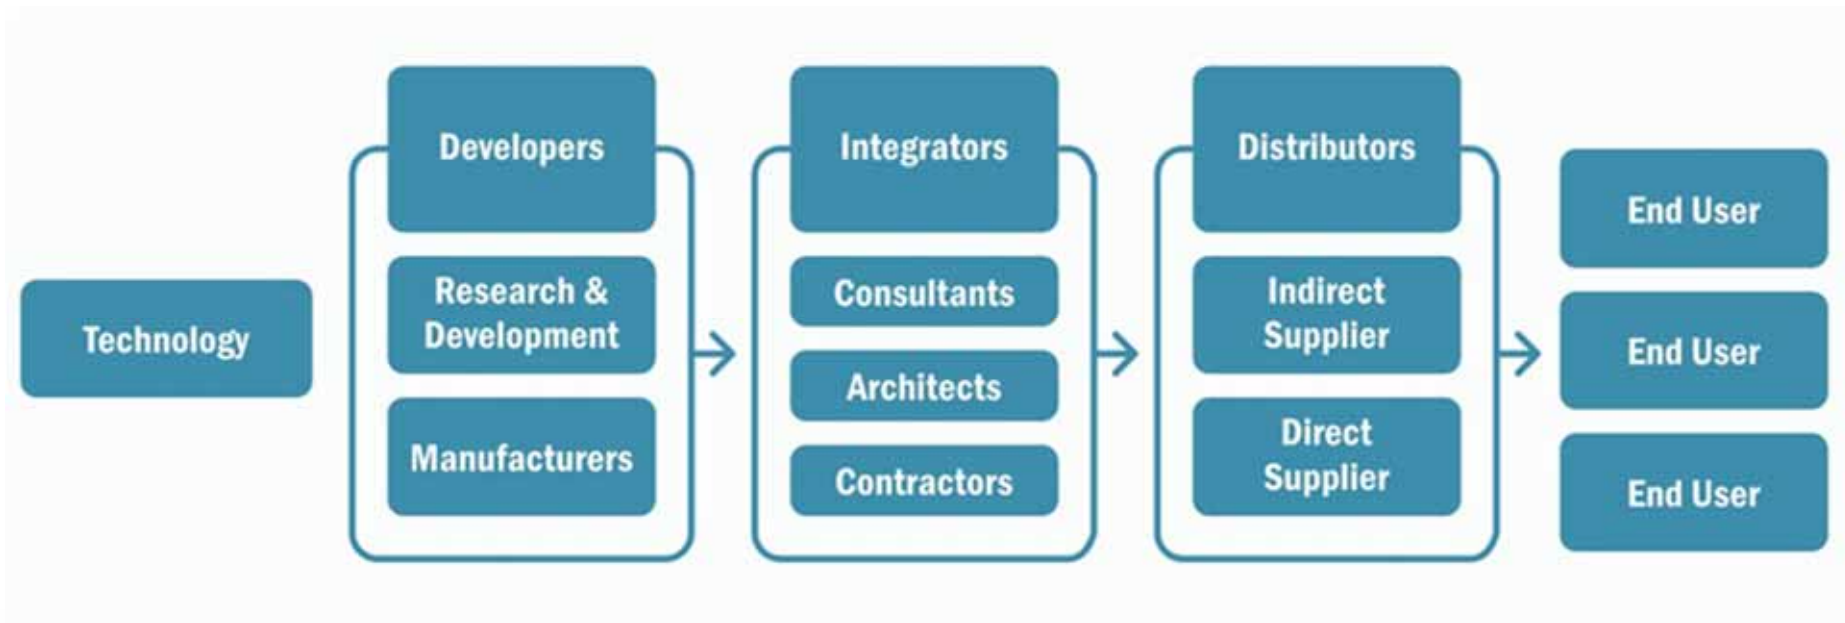 Technology
Developers
Research &
Development
Manufacturers
Integrators
Consultants
Architects
Contractors
Distributors
Indirect
Supplier
Direct
Supplier
End User
End User
End User